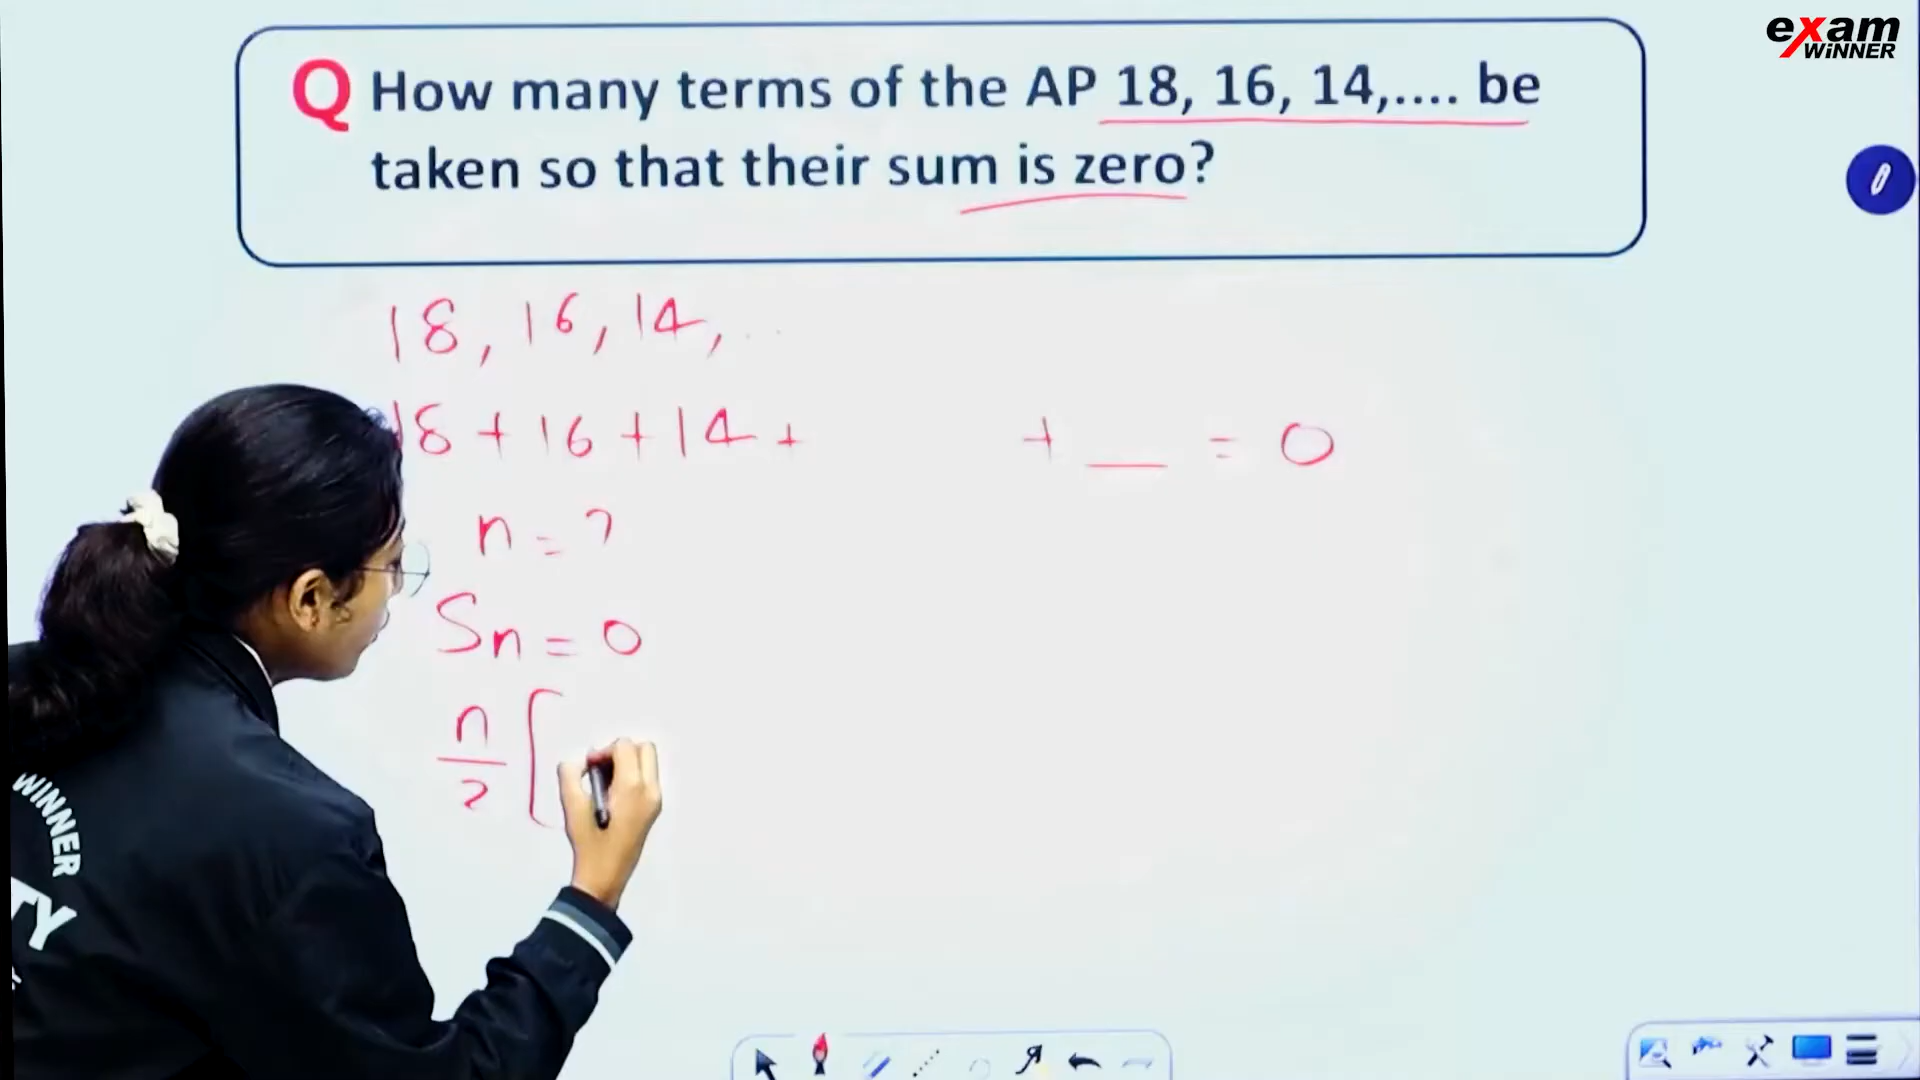 exam
WiNNER
Q How many terms of the AP 18, 16, 14,.... be
taken so that their sum is zero?
18, 16, 14, ...
18 + 16 + 14 + + __ = 0
n = ?
Sn = 0
n/2 [
WINNER
TY